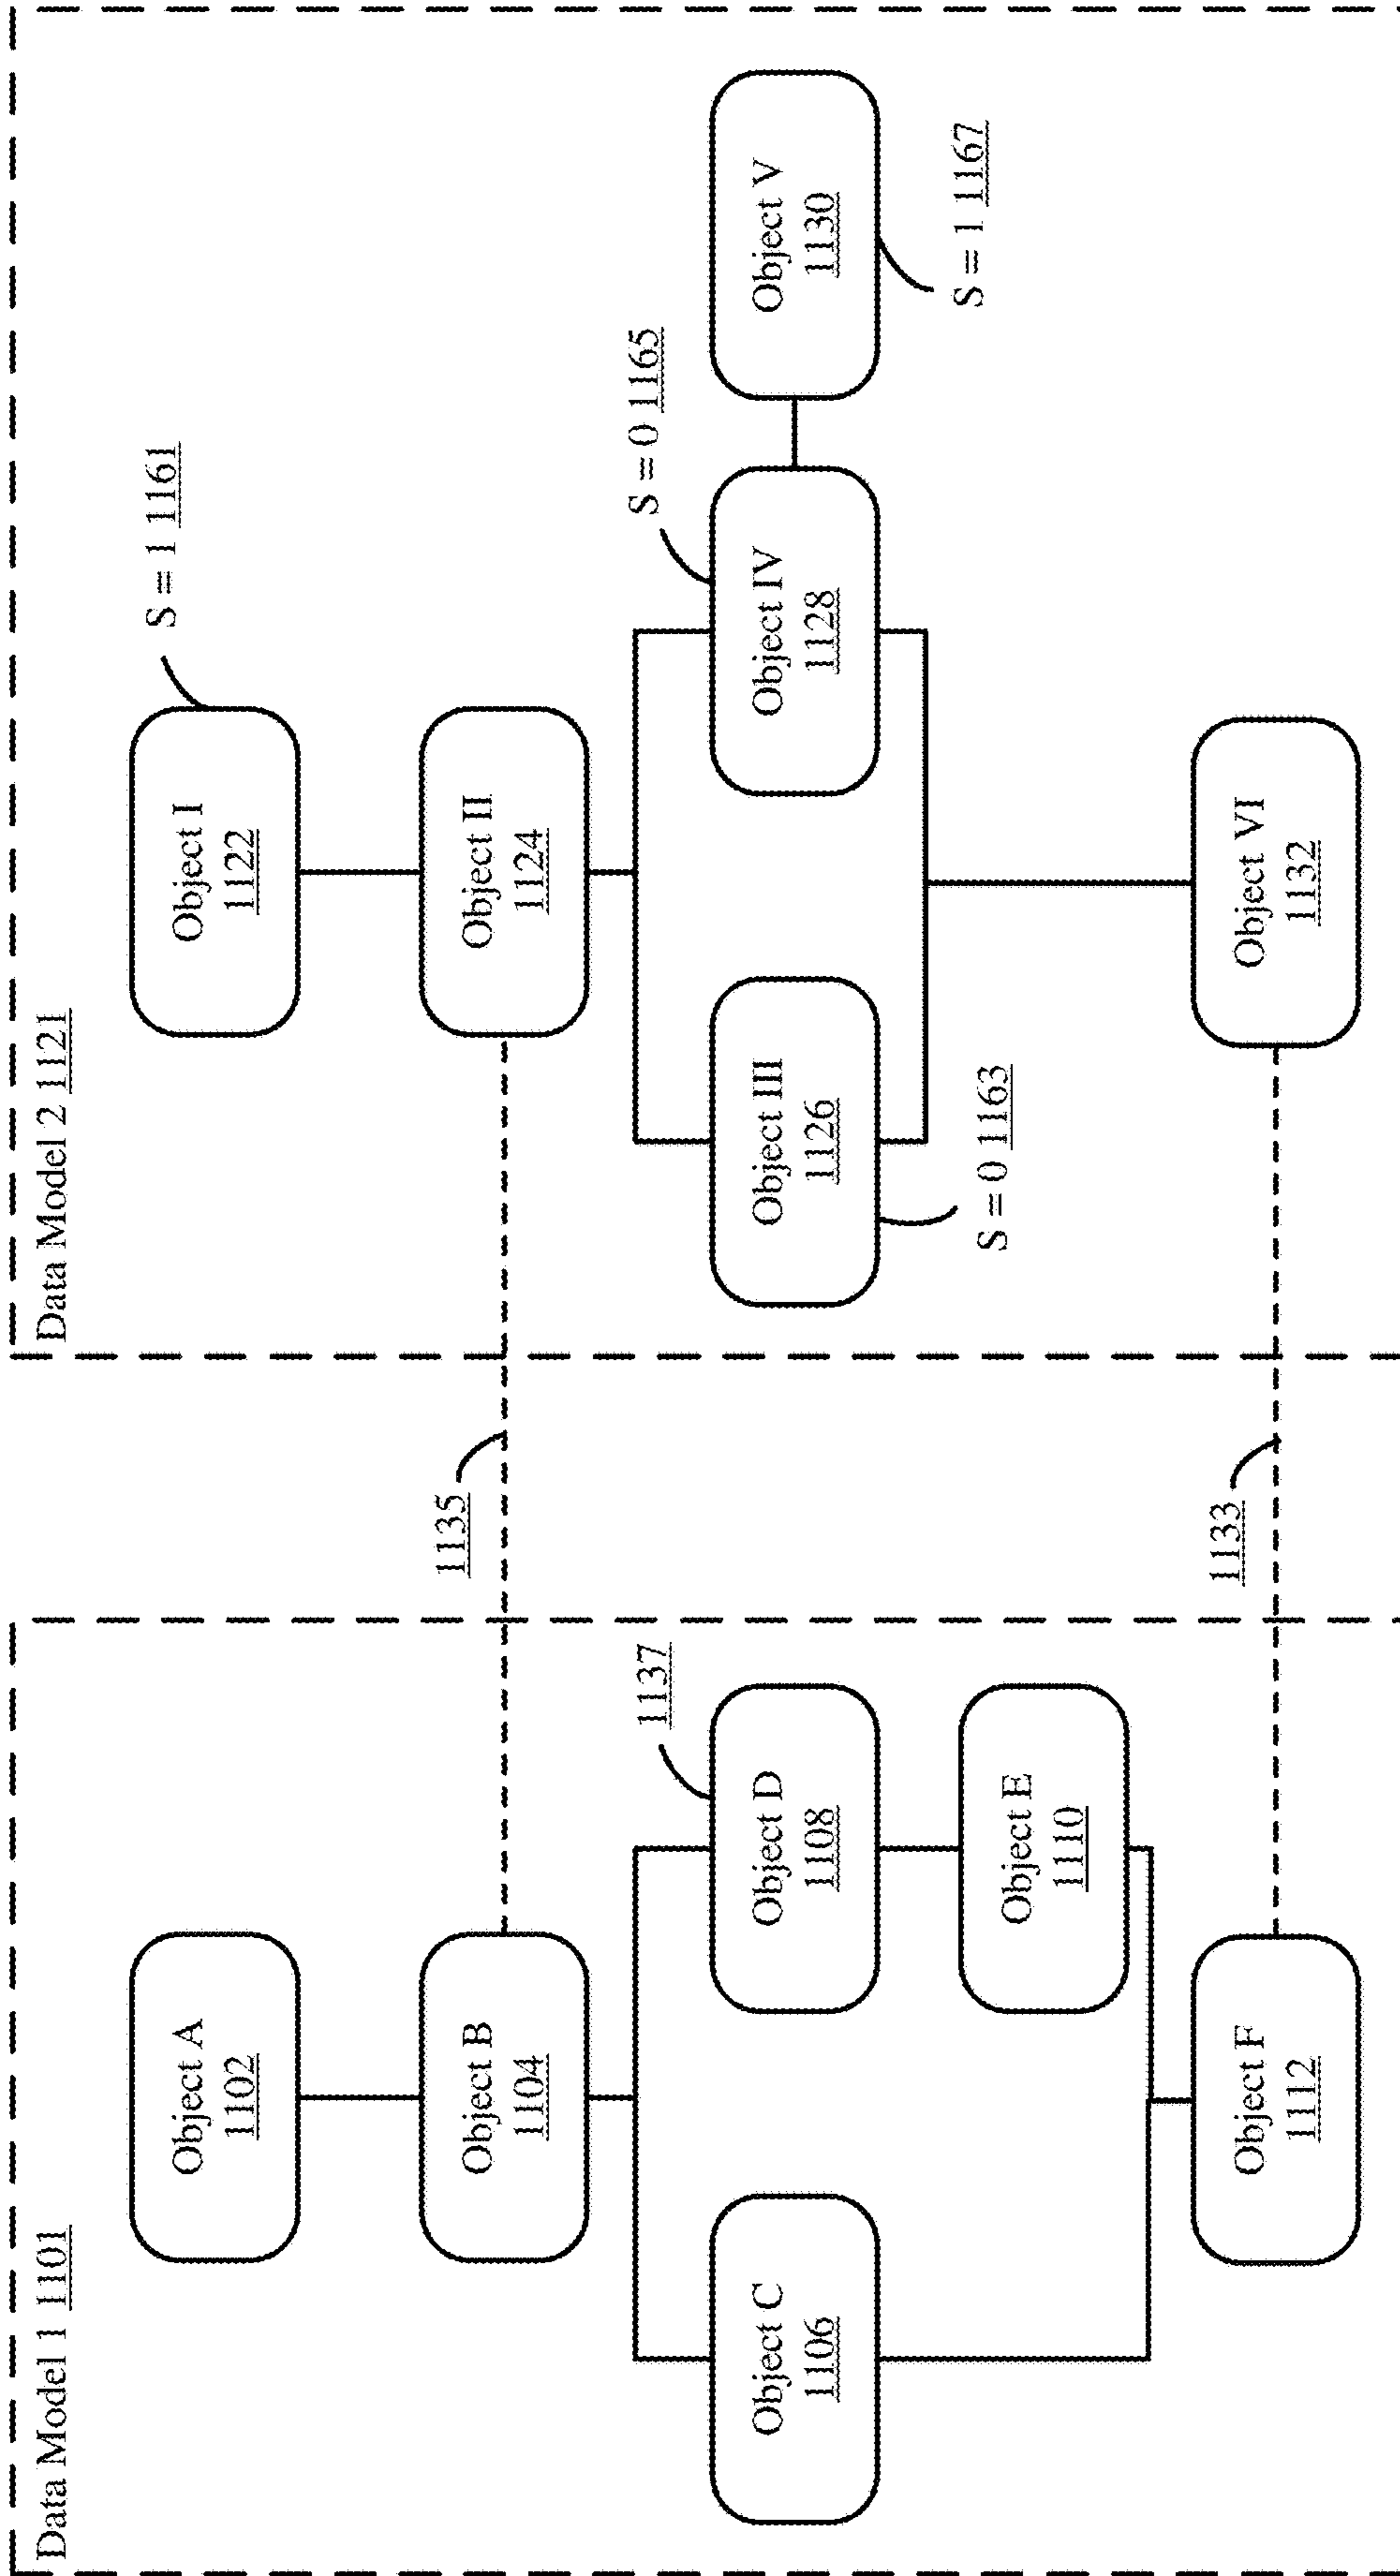 Data Model 1 1101
Object A
1102
Object B
1104
1135
1137
Object C
1106
Object D
1108
Object E
1110
1133
Object F
1112
Data Model 2 1121
S = 1 1161
Object I
1122
Object II
1124
S = 0 1165
Object III
1126
Object IV
1128
Object V
1130
S = 0 1163
S = 1 1167
Object VI
1132